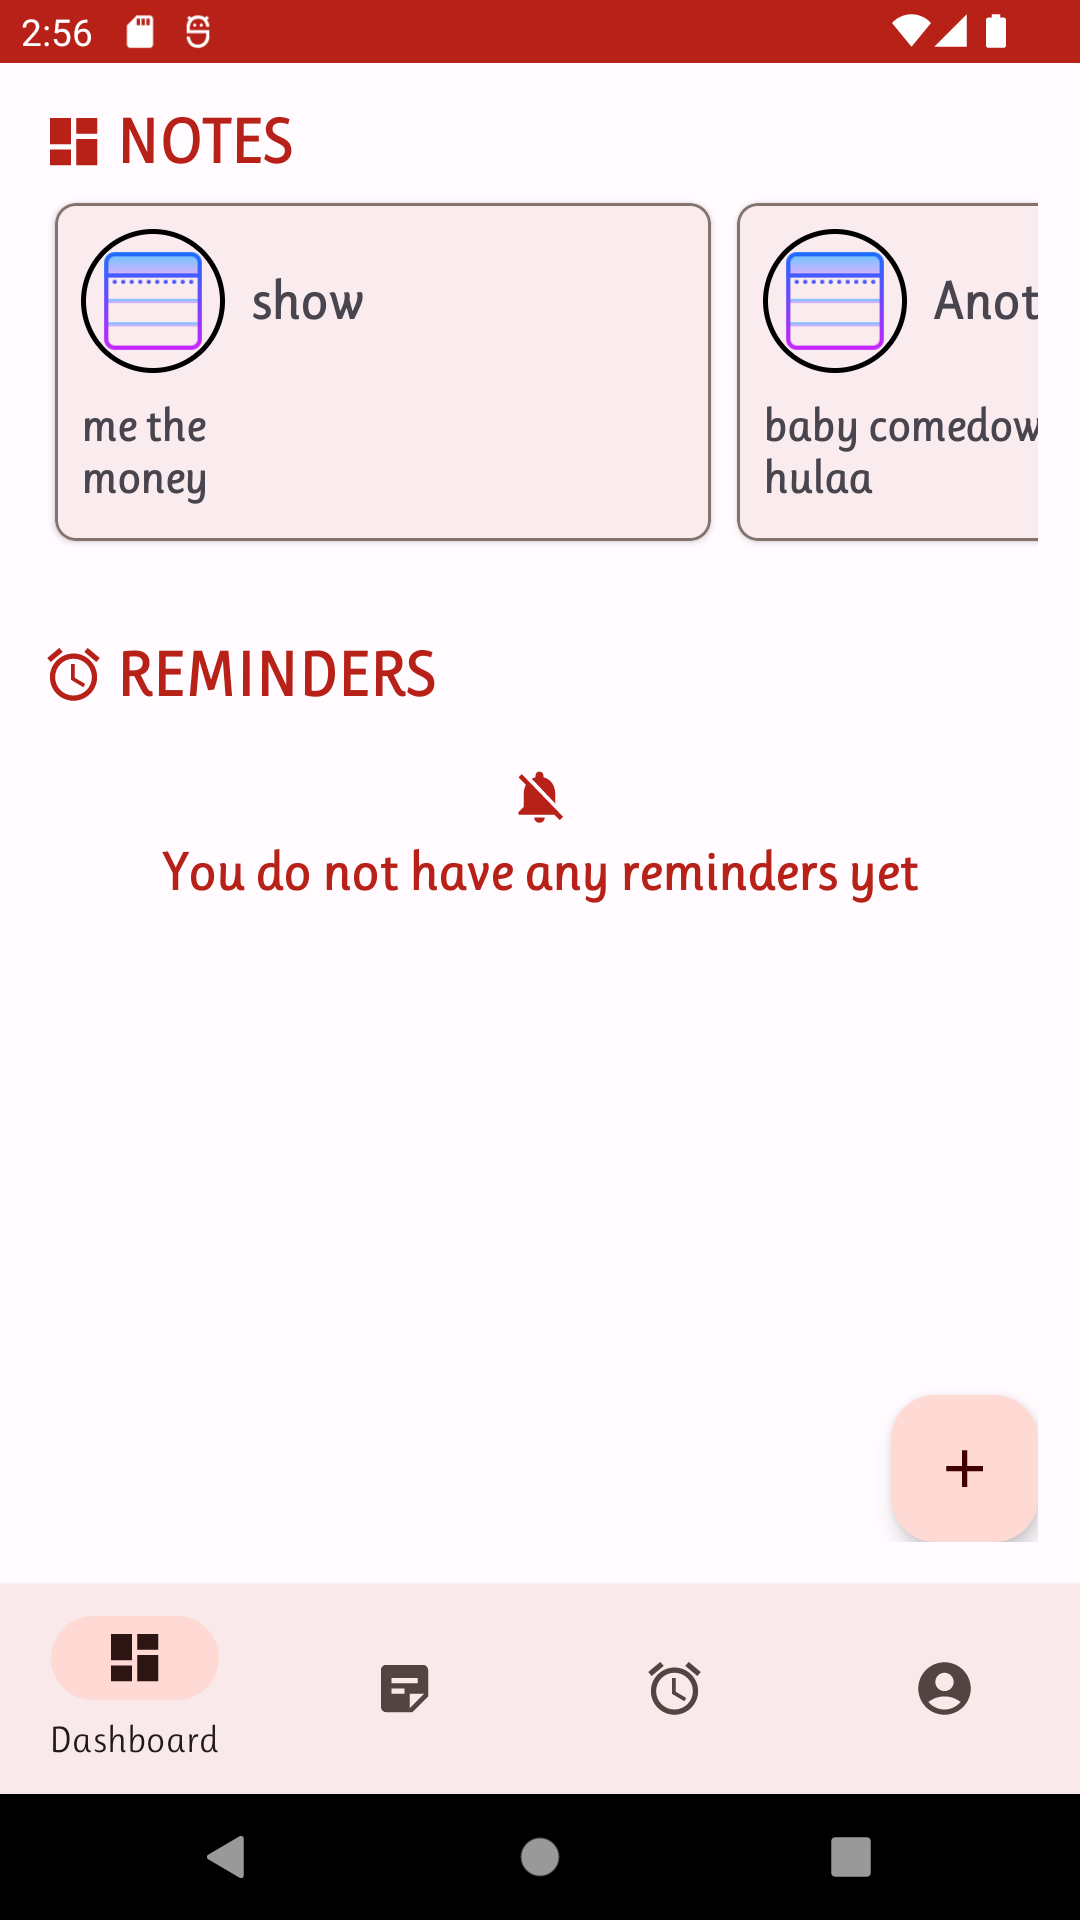 2:56
NOTES
show
me the
money
Anot
baby comedow
hulaa
REMINDERS
You do not have any reminders yet
Dashboard